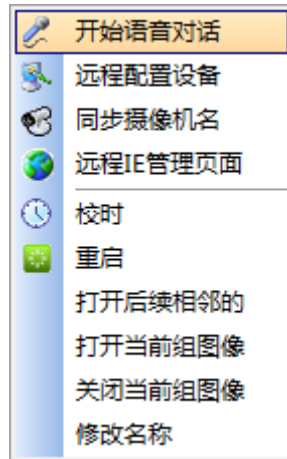 开始语音对话
远程配置设备
同步摄像机名
远程IE管理页面
校时
重启
打开后续相邻的
打开当前组图像
关闭当前组图像
修改名称